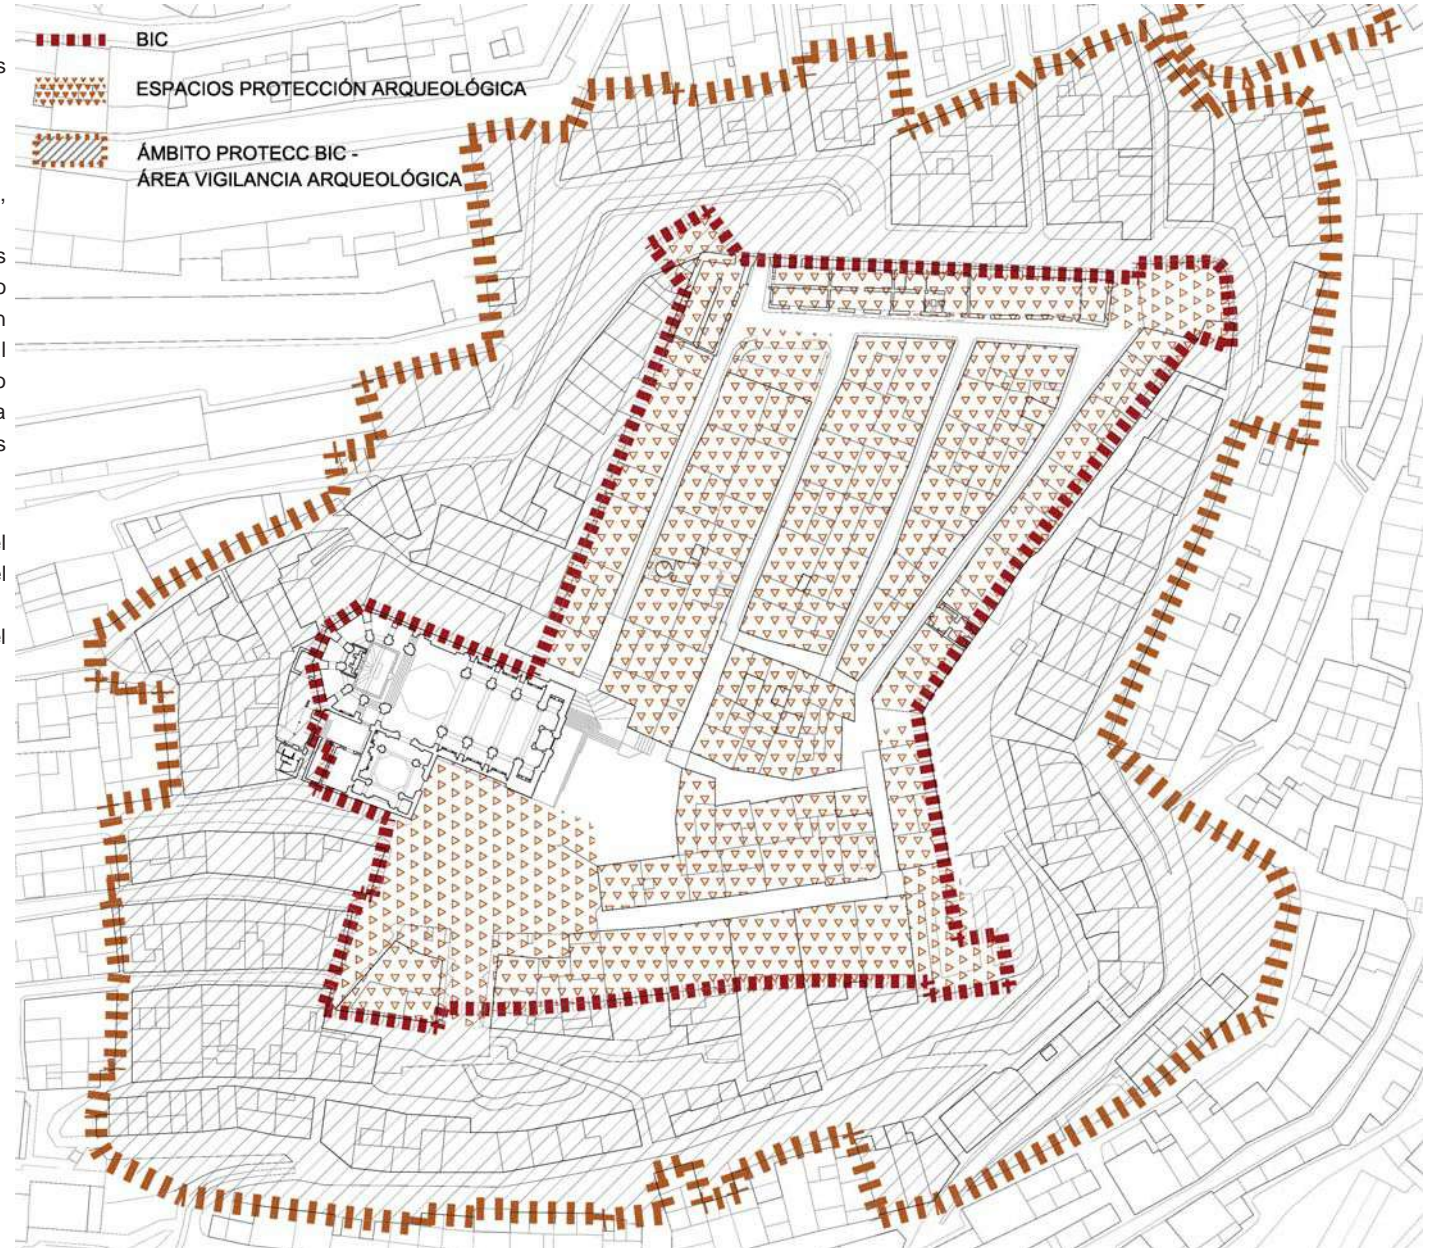 BIC
ESPACIOS PROTECCIÓN ARQUEOLÓGICA
ÁMBITO PROTECC BIC -
ÁREA VIGILANCIA ARQUEOLÓGICA